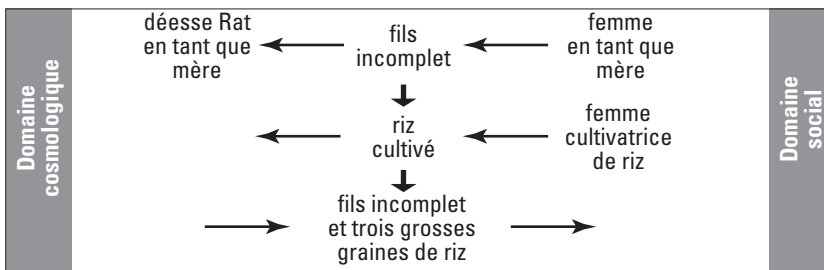 Domaine
cosmologique
déesse Rat
en tant que
mère
fils
incomplet
femme
en tant que
mère
riz
cultivé
femme
cultivatrice
de riz
fils incomplet
et trois grosses
graines de riz
Domaine
social